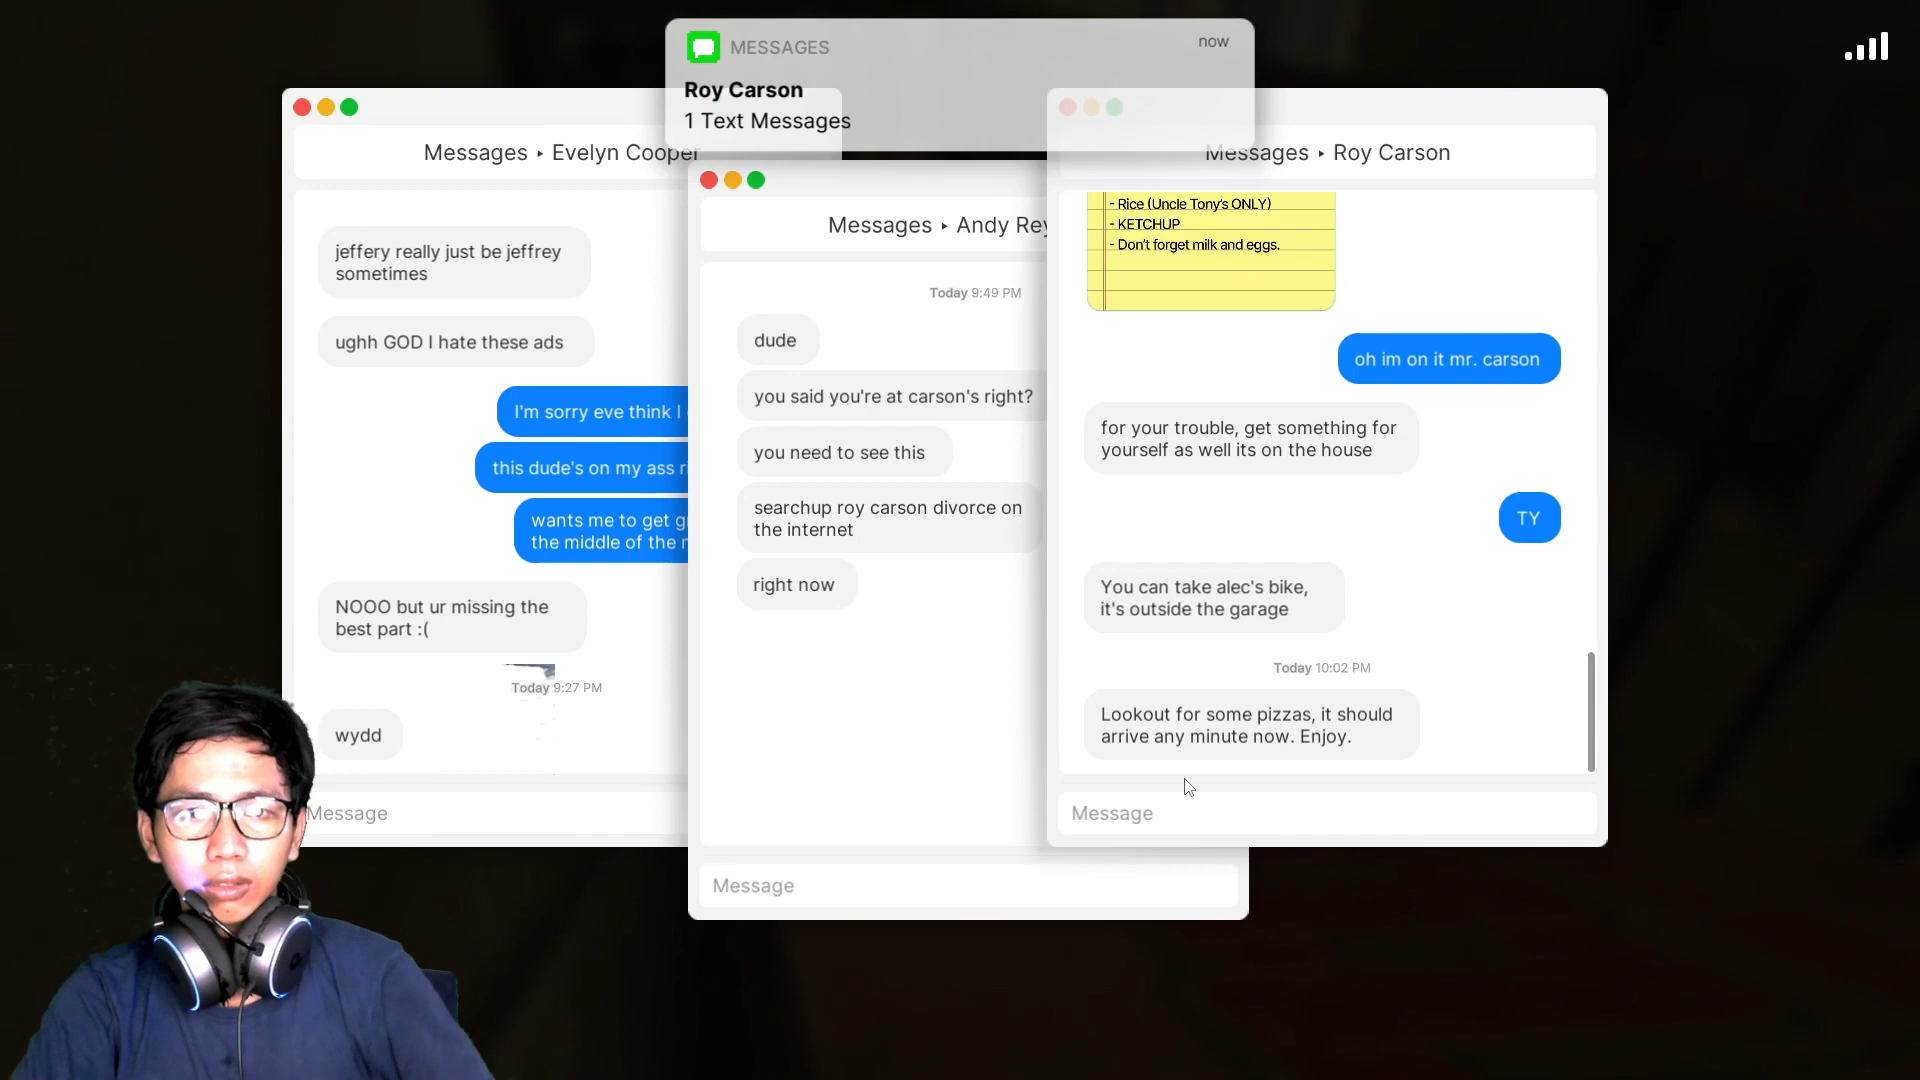 MESSAGES
now
Roy Carson
1 Text Messages
Messages ‣ Evelyn Cooper
jeffery really just be jeffrey
sometimes
ughh GOD I hate these ads
I'm sorry eve think I
this dude's on my ass
wants me to get
the middle of the
NOOO but ur missing the
best part :(
Today 9:27 PM
wydd
Message
Messages ‣ Andy
Today 9:49 PM
dude
you said you're at carson's right?
you need to see this
searchup roy carson divorce on
the internet
right now
Message
Messages ‣ Roy Carson
- Rice (Uncle Tony's ONLY)
- KETCHUP
- Don't forget milk and eggs.
oh im on it mr. carson
for your trouble, get something for
yourself as well its on the house
TY
You can take alec's bike,
it's outside the garage
Today 10:02 PM
Lookout for some pizzas, it should
arrive any minute now. Enjoy.
Message